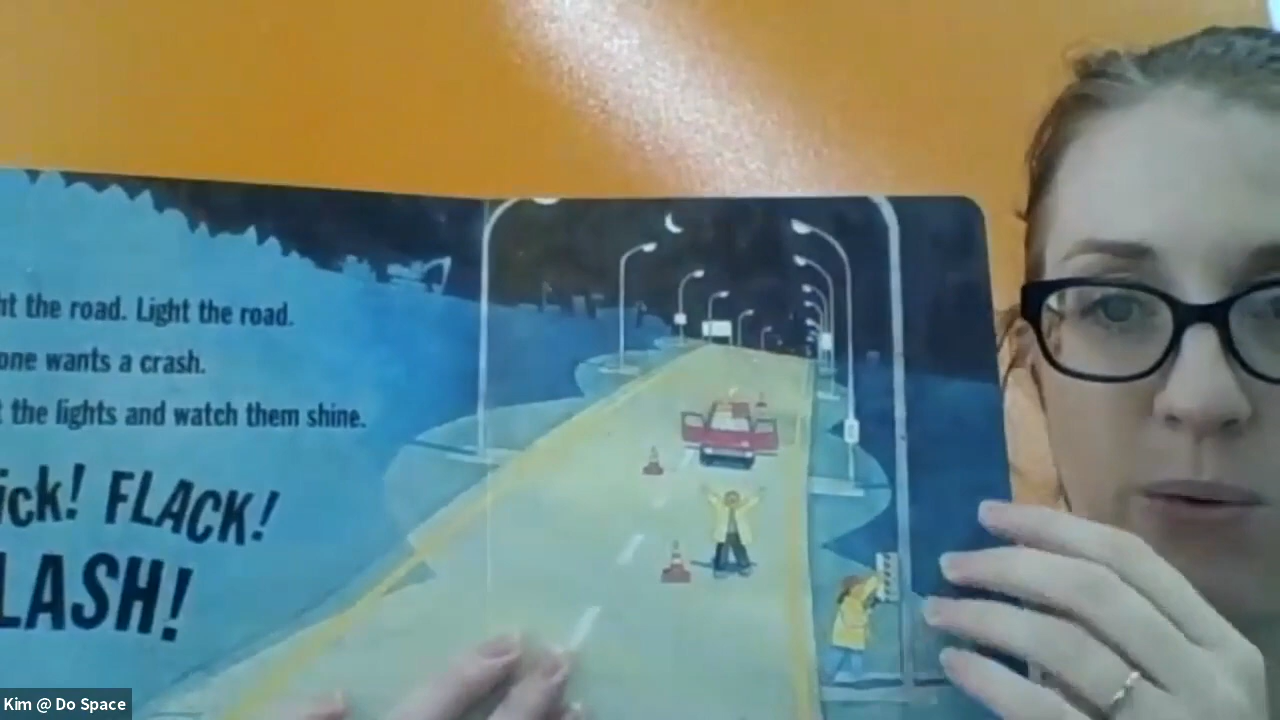 ht the road. Light the road.
one wants a crash.
t the lights and watch them shine.
ick! FLACK!
LASH!
Kim @ Do Space